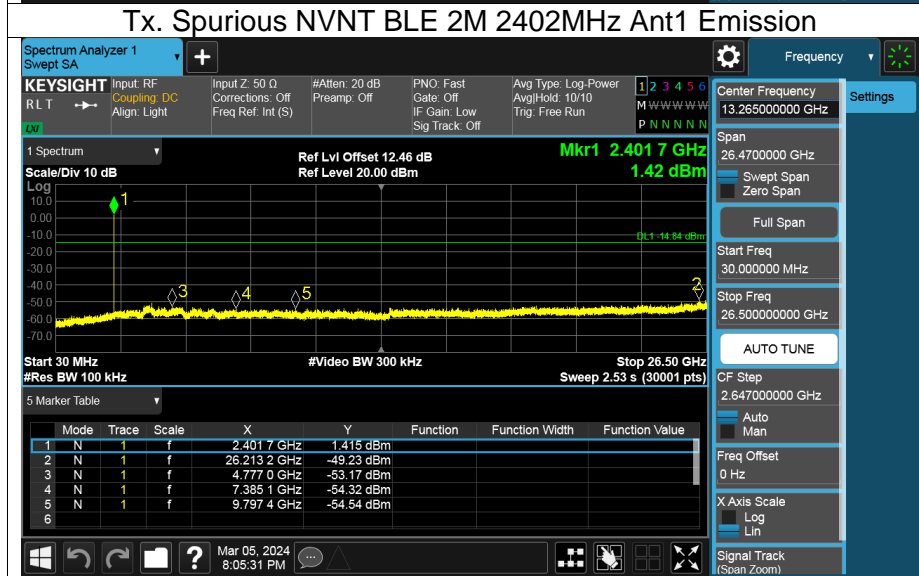 Tx. Spurious NVNT BLE 2M 2402MHz Ant1 Emission
Spectrum Analyzer 1
Swept SA
+
Frequency
KEYSIGHT
RLT
LXI
Input: RF
Coupling: DC
Align: Light
Input Z: 50 Ω
Corrections: Off
Freq Ref: Int (S)
#Atten: 20 dB
Preamp: Off
PNO: Fast
Gate: Off
IF Gain: Low
Sig Track: Off
Avg Type: Log-Power
Avg|Hold: 10/10
Trig: Free Run
1 2 3 4 5 6
M W W W W W
P N N N N N
1 Spectrum
Scale/Div 10 dB
Ref Lvl Offset 12.46 dB
Ref Level 20.00 dBm
Mkr1 2.401 7 GHz
1.42 dBm
Log
10.0
0.00
-10.0
-20.0
-30.0
-40.0
-50.0
-60.0
-70.0
1
DL1 -14.84 dBm
2
3
4
5
Start 30 MHz
#Video BW 300 kHz
Stop 26.50 GHz
#Res BW 100 kHz
Sweep 2.53 s (30001 pts)
5 Marker Table
Mode Trace Scale X Y Function Function Width Function Value
1 N 1 f 2.401 7 GHz 1.415 dBm
2 N 1 f 26.213 2 GHz -49.23 dBm
3 N 1 f 4.777 0 GHz -53.17 dBm
4 N 1 f 7.385 1 GHz -54.32 dBm
5 N 1 f 9.797 4 GHz -54.54 dBm
6
?
Mar 05, 2024
8:05:31 PM
Center Frequency
13.265000000 GHz
Settings
Span
26.4700000 GHz
Swept Span
Zero Span
Full Span
Start Freq
30.000000 MHz
Stop Freq
26.500000000 GHz
AUTO TUNE
CF Step
2.647000000 GHz
Auto
Man
Freq Offset
0 Hz
X Axis Scale
Log
Lin
Signal Track
(Span Zoom)